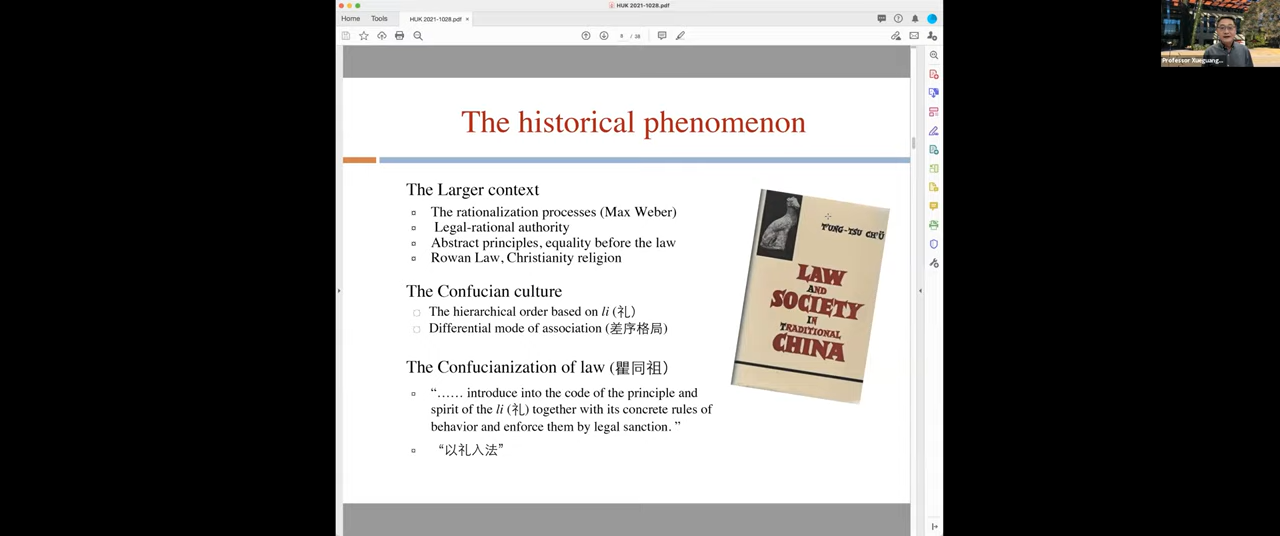 HUK 2021-1028.pdf
Home
Tools
HUK 2021-1028.pdf ×
8 / 38
Professor Xueguang...
The historical phenomenon
The Larger context
The rationalization processes (Max Weber)
Legal-rational authority
Abstract principles, equality before the law
Rowan Law, Christianity religion
The Confucian culture
The hierarchical order based on li (礼)
Differential mode of association (差序格局)
The Confucianization of law (瞿同祖)
“…… introduce into the code of the principle and
spirit of the li (礼) together with its concrete rules of
behavior and enforce them by legal sanction. ”
“以礼入法”
T'UNG-TSU CH'Ü
LAW
AND
SOCIETY
IN
TRADITIONAL
CHINA